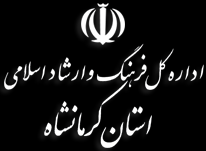 اداره کل فرهنگ و ارشاد اسلامی
استان کرمانشاه